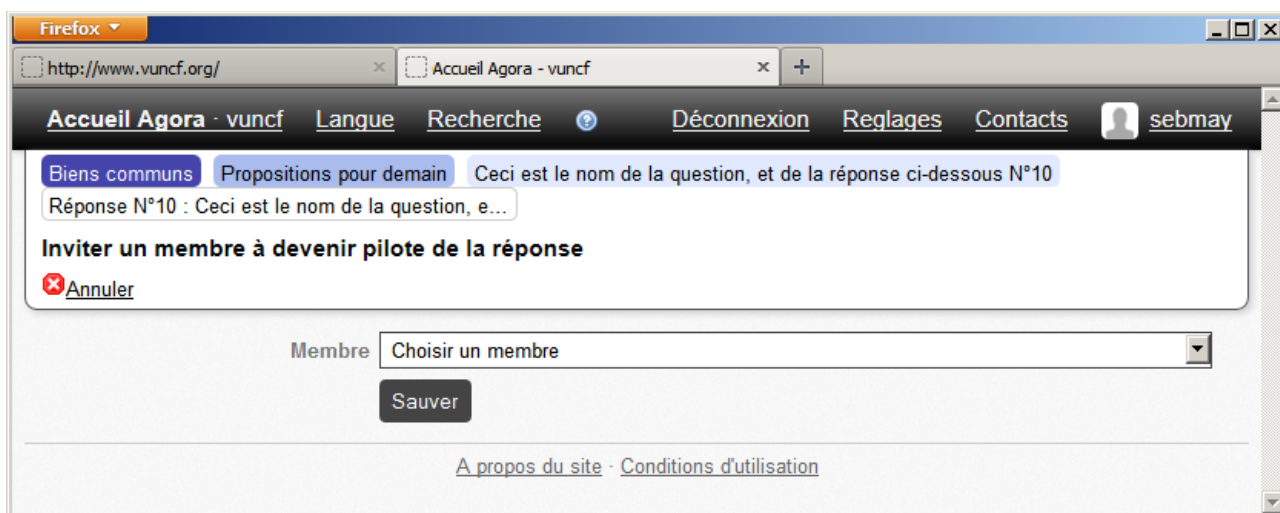 Firefox
http://www.vuncf.org/ Accueil Agora - vuncf
Accueil Agora · vuncf Langue Recherche ? Déconnexion Reglages Contacts sebmay
Biens communs Propositions pour demain Ceci est le nom de la question, et de la réponse ci-dessous N°10
Réponse N°10 : Ceci est le nom de la question, e...
Inviter un membre à devenir pilote de la réponse
Annuler
Membre Choisir un membre
Sauver
A propos du site · Conditions d'utilisation